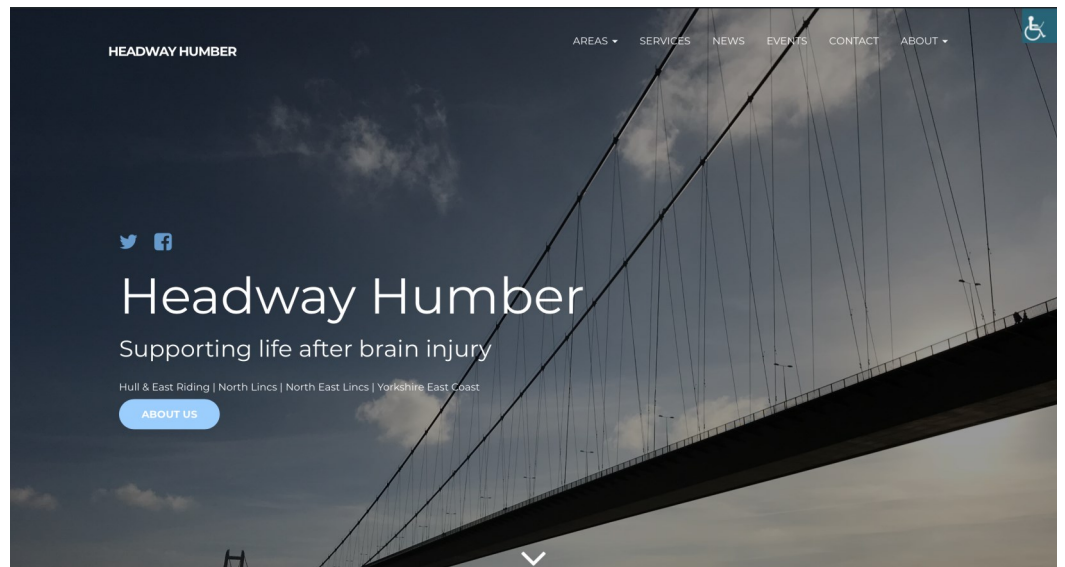 HEADWAY HUMBER
AREAS SERVICES NEWS EVENTS CONTACT ABOUT
Headway Humber
Supporting life after brain injury
Hull & East Riding | North Lincs | North East Lincs | Yorkshire East Coast
ABOUT US